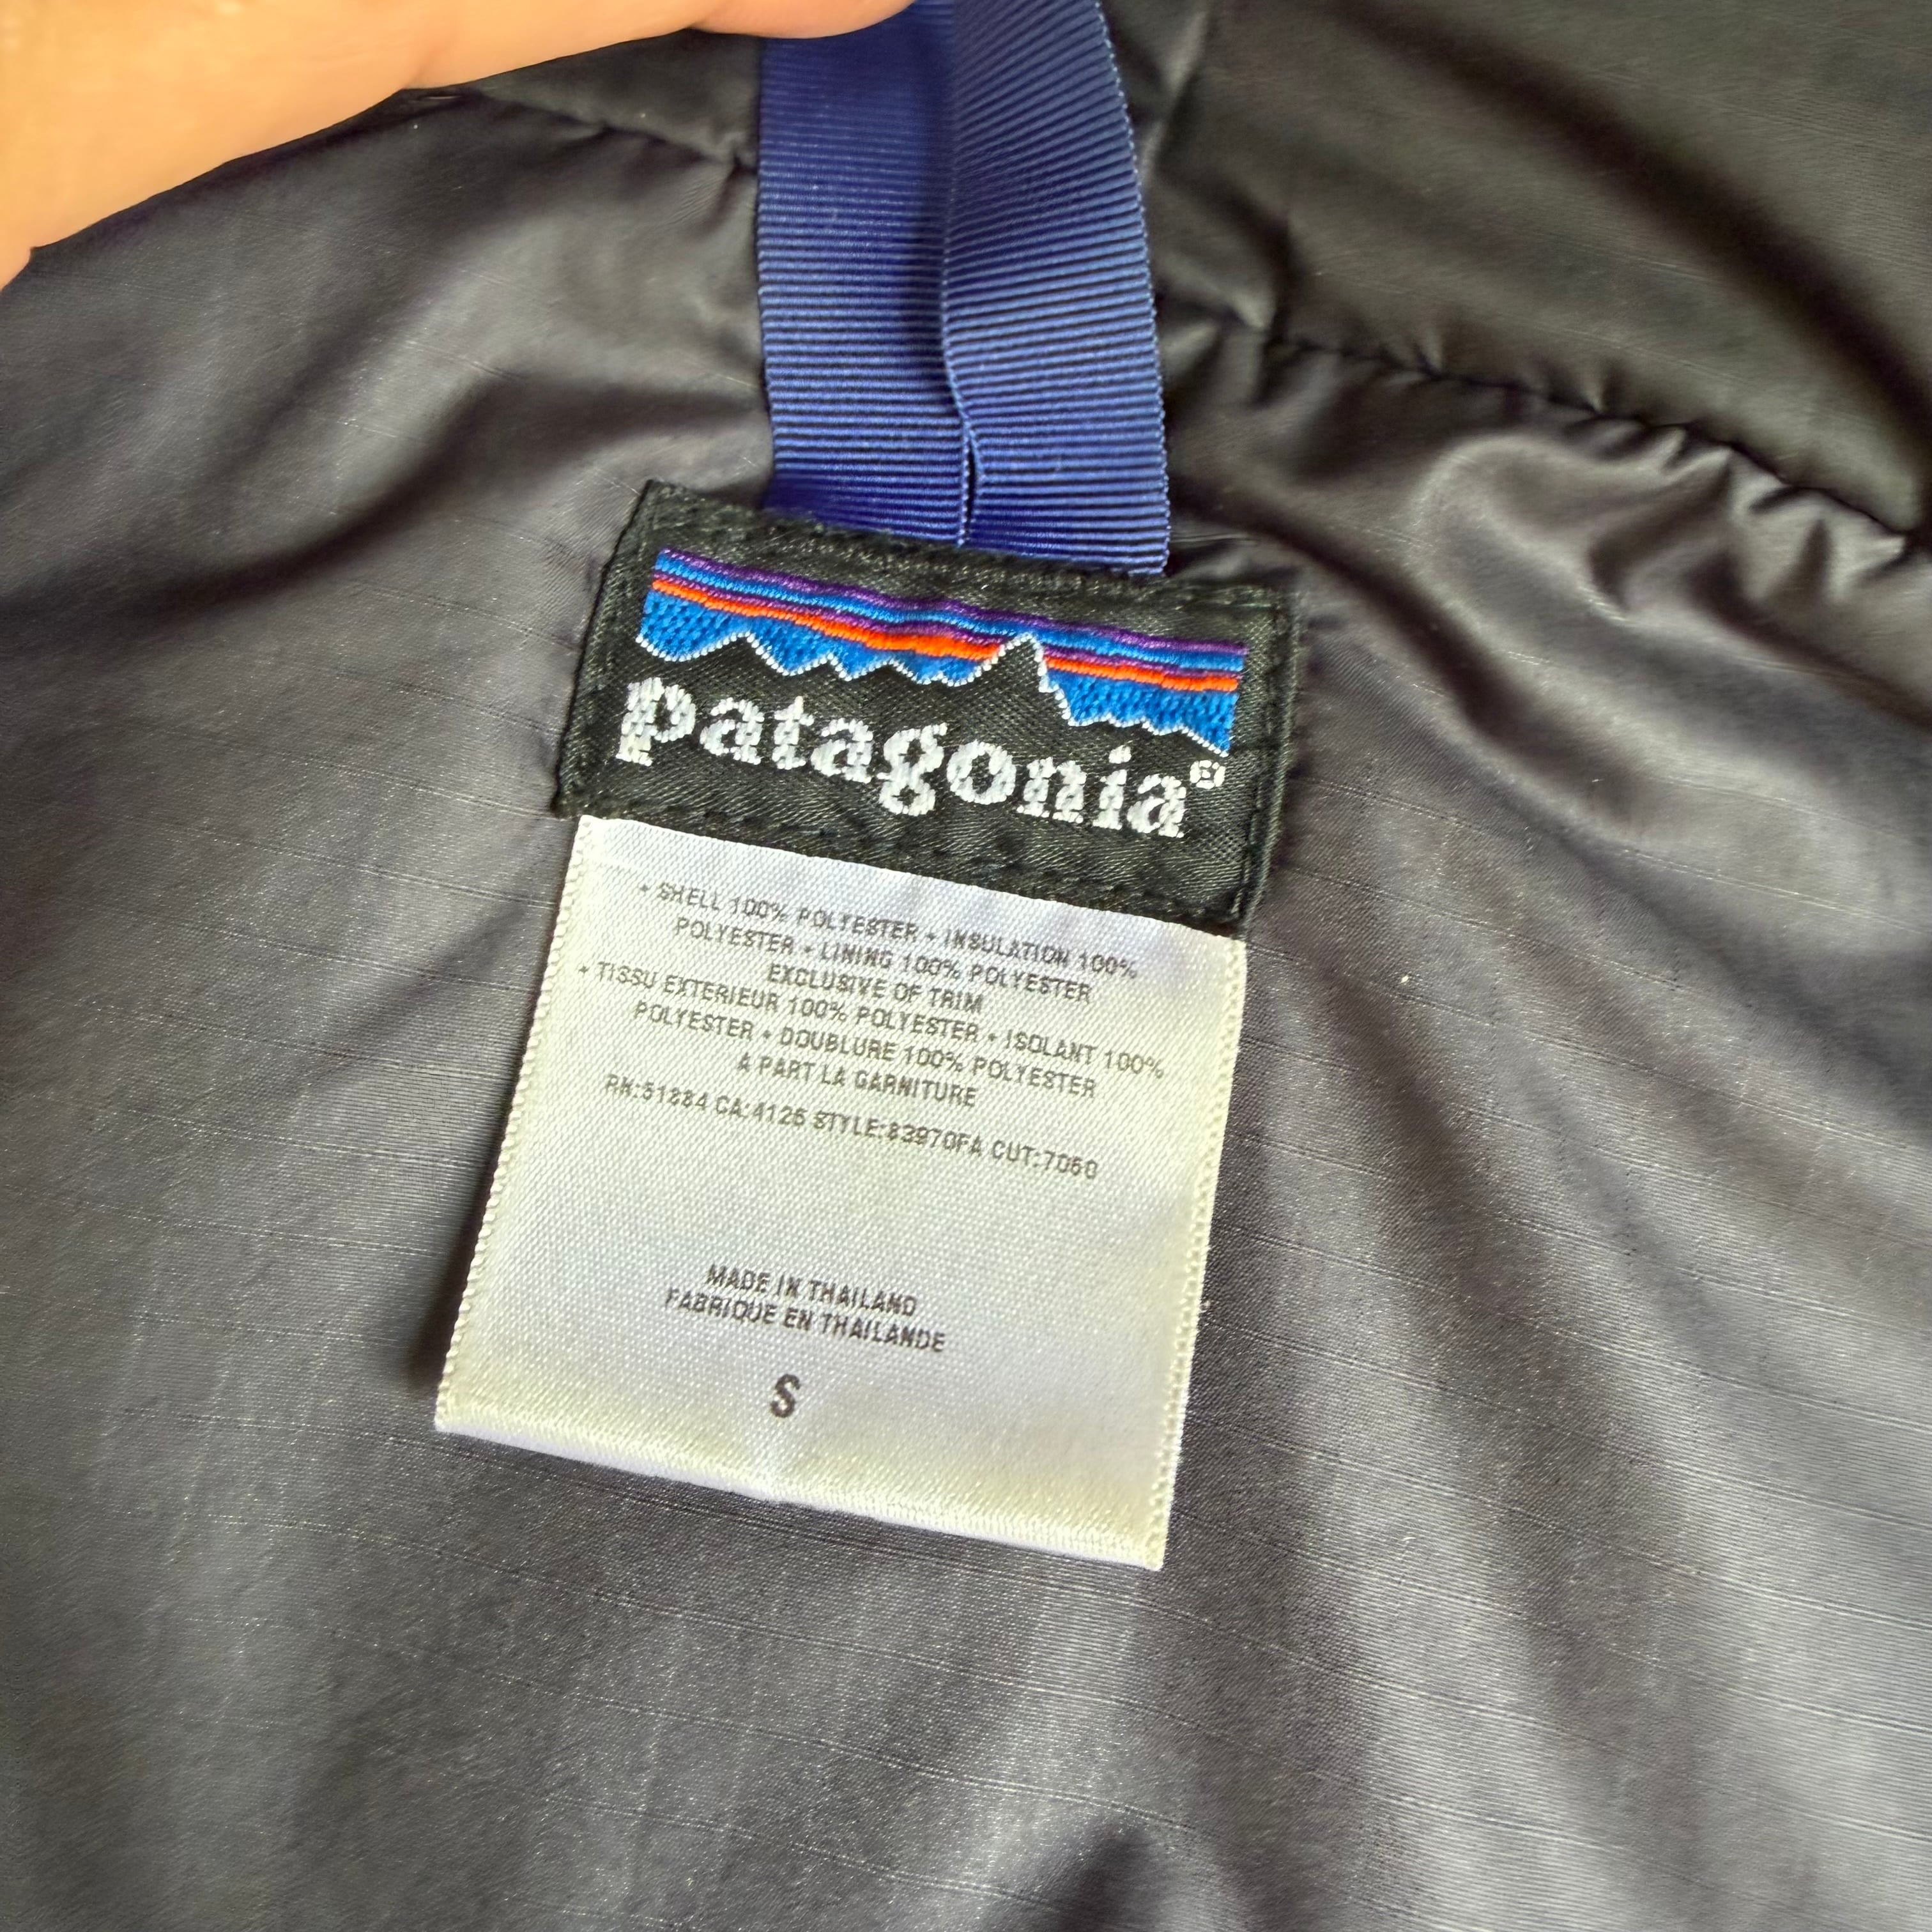 patagonia®
• SHELL 100% POLYESTER • INSULATION 100%
POLYESTER • LINING 100% POLYESTER
EXCLUSIVE OF TRIM
• TISSU EXTERIEUR 100% POLYESTER • ISOLANT 100%
POLYESTER • DOUBLURE 100% POLYESTER
A PART LA GARNITURE
RN:51884 CA:4125 STYLE:83970FA CUT:7050
MADE IN THAILAND
FABRIQUE EN THAILANDE
S